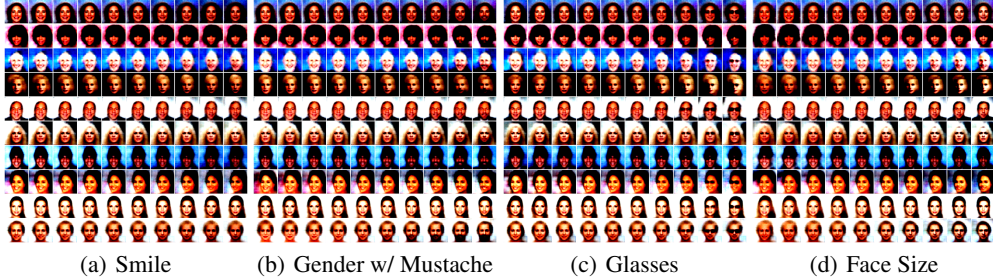 (a) Smile
(b) Gender w/ Mustache
(c) Glasses
(d) Face Size